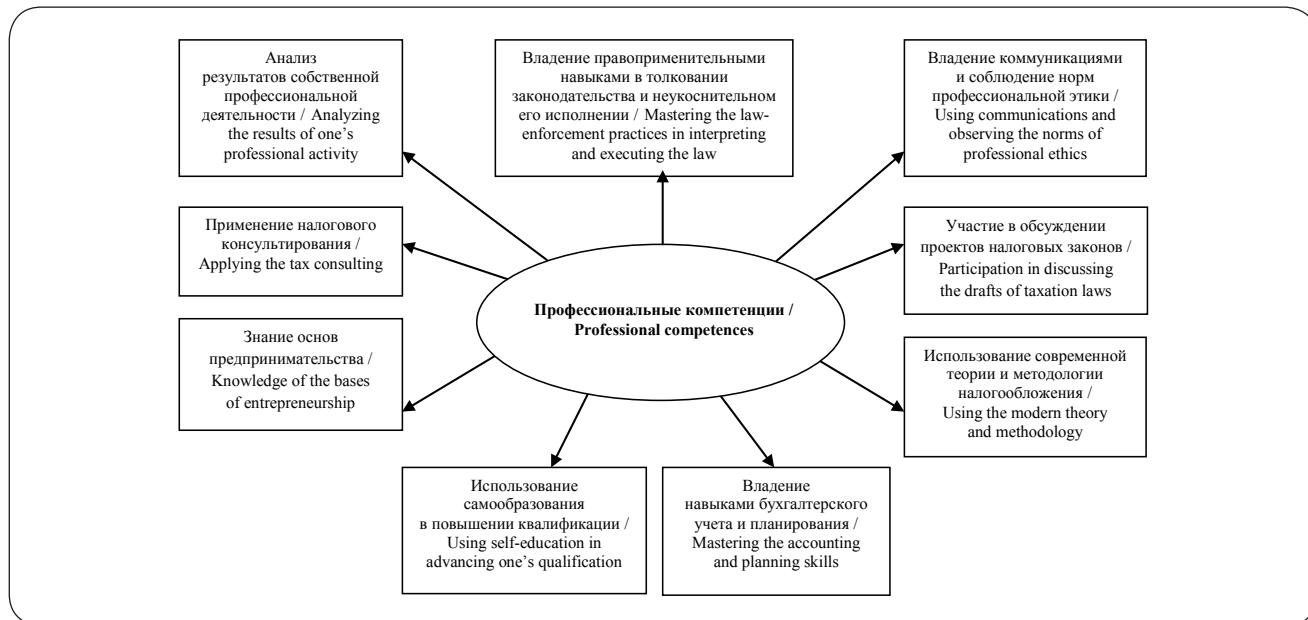 Анализ
результатов собственной
профессиональной
деятельности / Analyzing
the results of one’s
professional activity
Владение правоприменительными
навыками в толковании
законодательства и неукоснительном
его исполнении / Mastering the law-
enforcement practices in interpreting
and executing the law
Владение коммуникациями
и соблюдение норм
профессиональной этики /
Using communications and
observing the norms of
professional ethics
Применение налогового
консультирования /
Applying the tax consulting
Участие в обсуждении
проектов налоговых законов /
Participation in discussing
the drafts of taxation laws
Профессиональные компетенции /
Professional competences
Знание основ
предпринимательства /
Knowledge of the bases
of entrepreneurship
Использование современной
теории и методологии
налогообложения /
Using the modern theory
and methodology
Использование
самообразования
в повышении квалификации /
Using self-education in
advancing one’s qualification
Владение
навыками бухгалтерского
учета и планирования /
Mastering the accounting
and planning skills